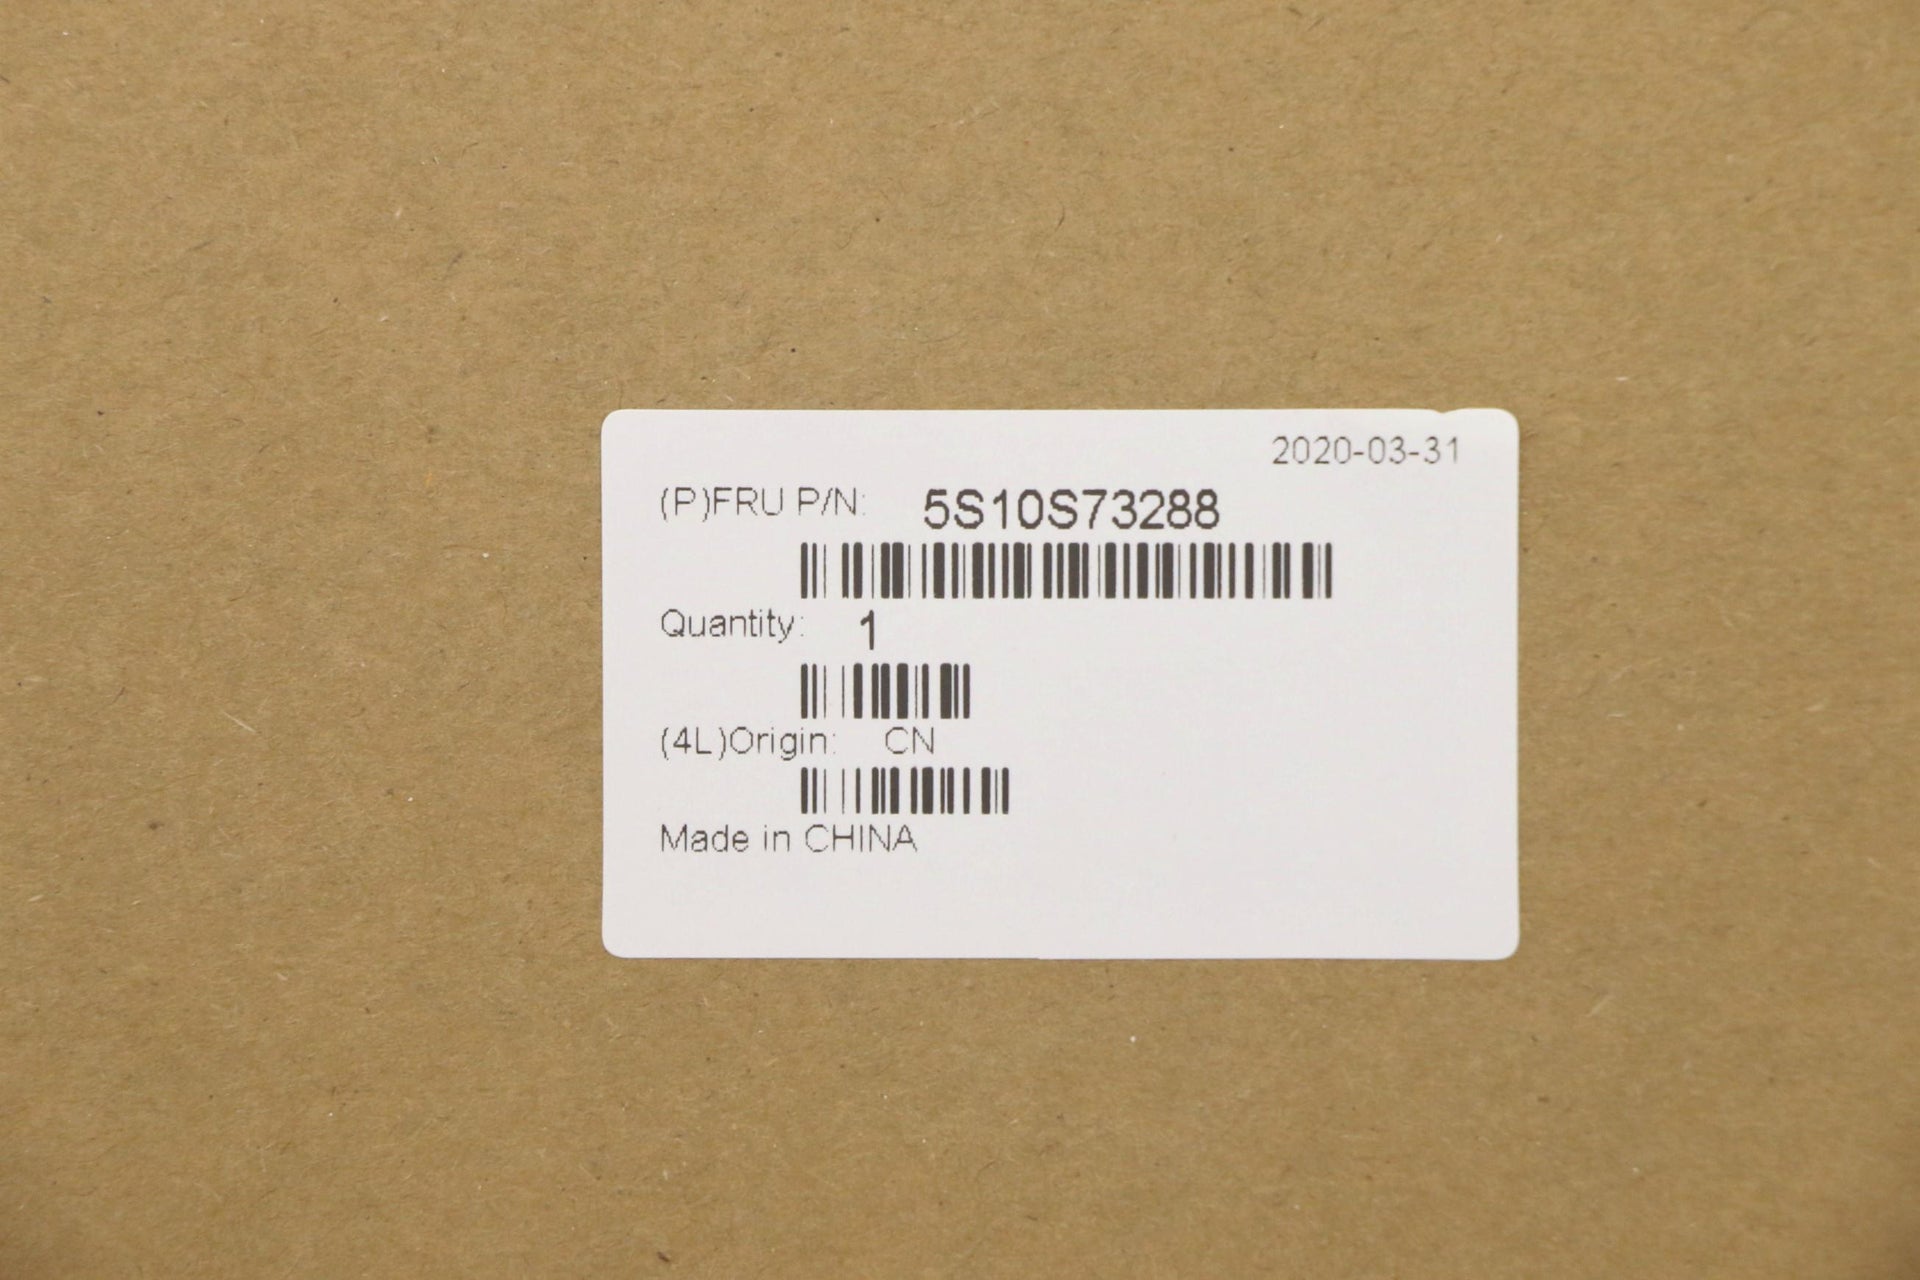 2020-03-31
(P)FRU P/N: 5S10S73288
Quantity: 1
(4L)Origin: CN
Made in CHINA